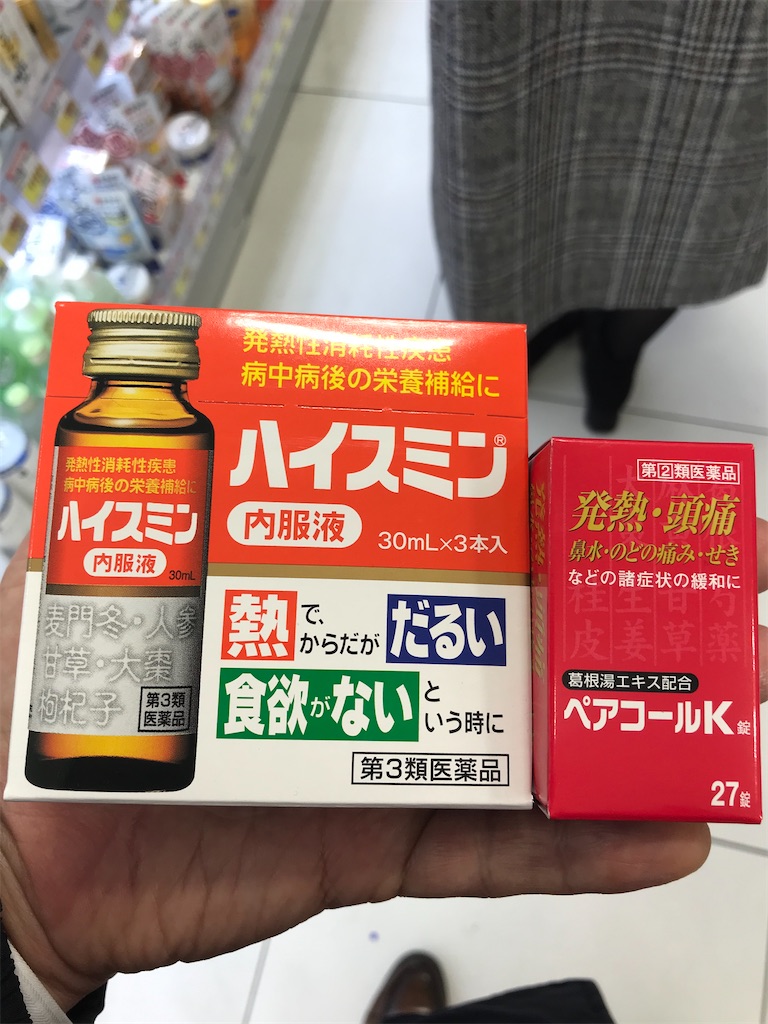 発熱性消耗性疾患
病中病後の栄養補給に
ハイスミン®
内服液
30mL×3本入
熱で、からだがだるい
食欲がないという時に
第3類医薬品
発熱性消耗性疾患
病中病後の栄養補給に
ハイスミン
内服液
30mL
麦門冬・人参
甘草・大棗
枸杞子
第3類
医薬品
第②類医薬品
発熱・頭痛
鼻水・のどの痛み・せき
などの諸症状の緩和に
葛根湯エキス配合
ペアコールK錠
27錠